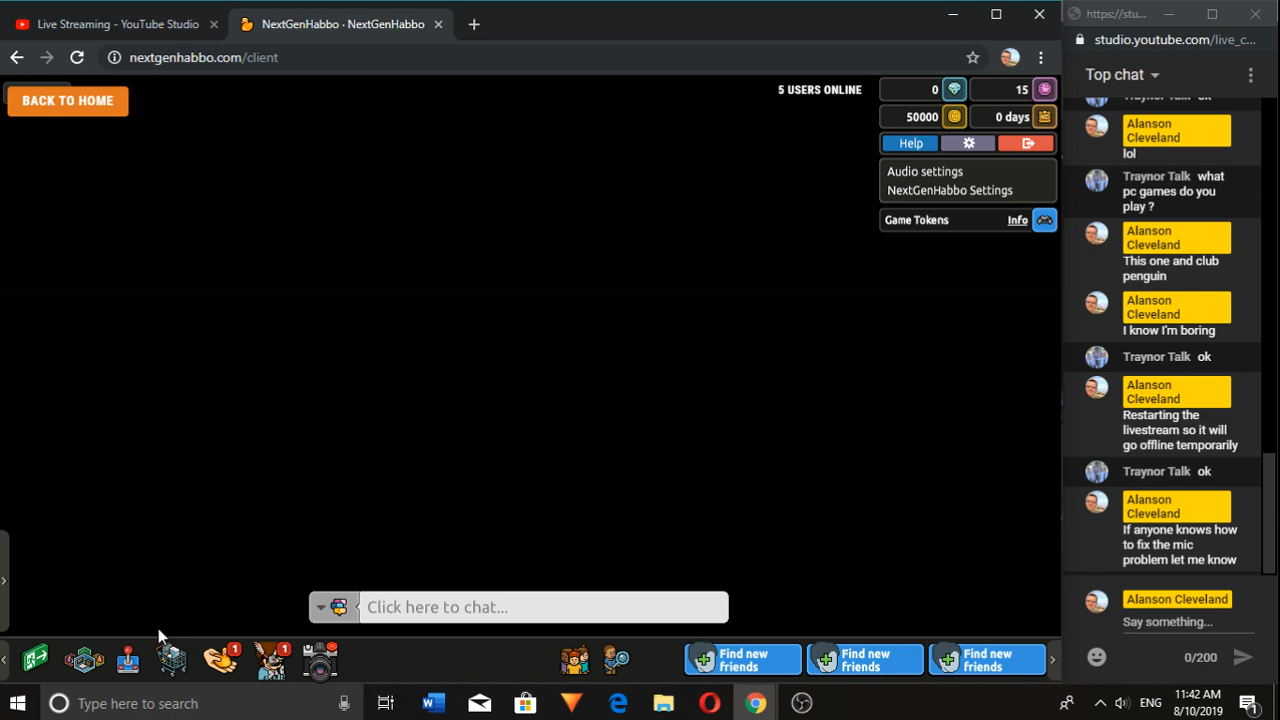 Live Streaming - YouTube Studio
NextGenHabbo · NextGenHabbo
nextgenhabbo.com/client
BACK TO HOME
5 USERS ONLINE
0
15
50000
0 days
Help
Audio settings
NextGenHabbo Settings
Game Tokens
Info
Click here to chat...
1
1
Find new
friends
Find new
friends
Find new
friends
Type here to search
ENG
11:42 AM
8/10/2019
1
https://stu...
studio.youtube.com/live_c...
Top chat
Traynor Talk ok
Alanson
Cleveland
lol
Traynor Talk what
pc games do you
play ?
Alanson
Cleveland
This one and club
penguin
Alanson
Cleveland
I know I'm boring
Traynor Talk ok
Alanson
Cleveland
Restarting the
livestream so it will
go offline temporarily
Traynor Talk ok
Alanson
Cleveland
If anyone knows how
to fix the mic
problem let me know
Alanson Cleveland
Say something...
0/200